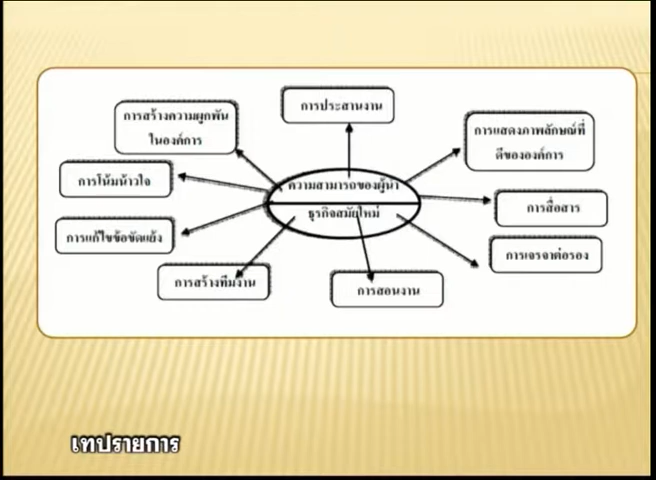 การประสานงาน
การสร้างความผูกพัน
ในองค์การ
การแสดงภาพลักษณ์ที่
ดีขององค์การ
การโน้มน้าวใจ
ความสามารถของผู้นำ
ธุรกิจสมัยใหม่
การสื่อสาร
การแก้ไขข้อขัดแย้ง
การเจรจาต่อรอง
การสร้างทีมงาน
การสอนงาน
เทปรายการ